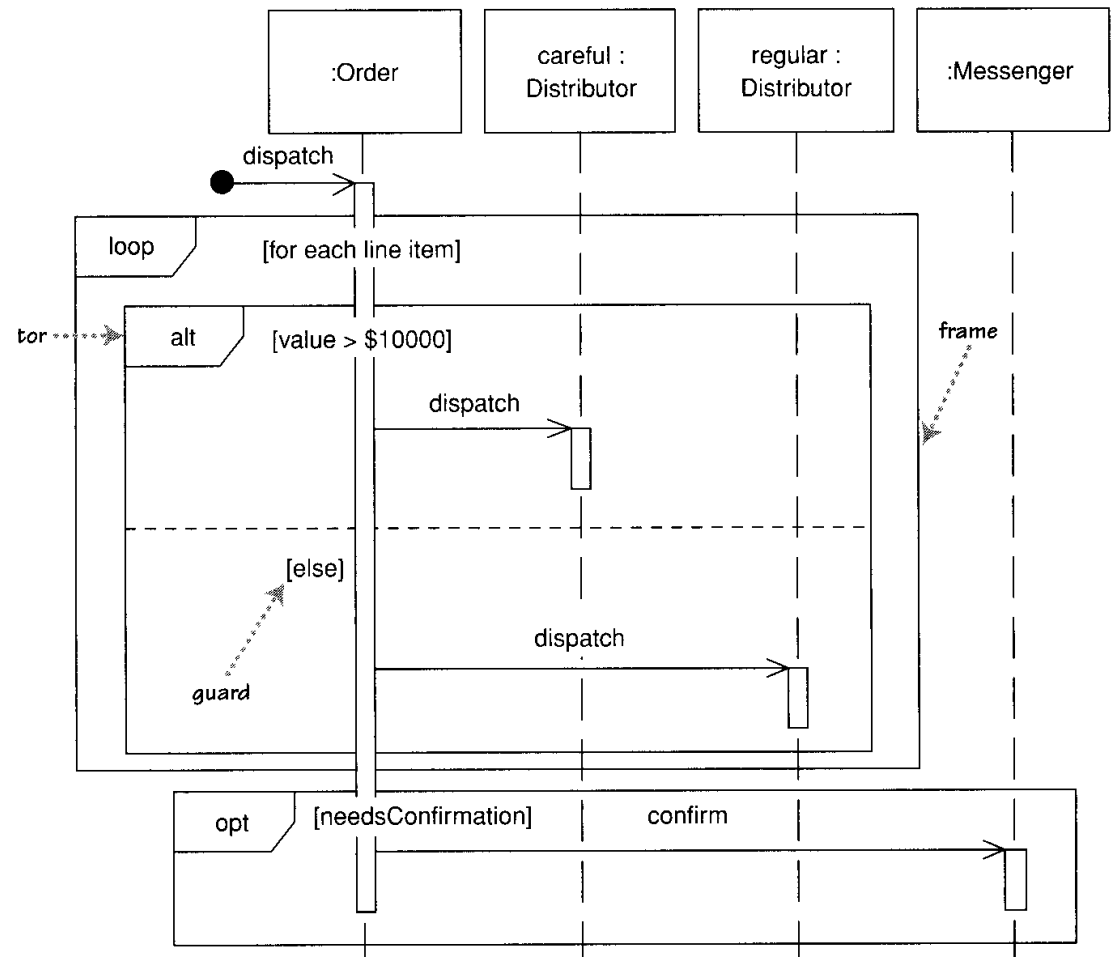 :Order
careful :
Distributor
regular :
Distributor
:Messenger
dispatch
loop
[for each line item]
tor
alt
[value > $10000]
frame
dispatch
[else]
dispatch
guard
opt
[needsConfirmation]
confirm